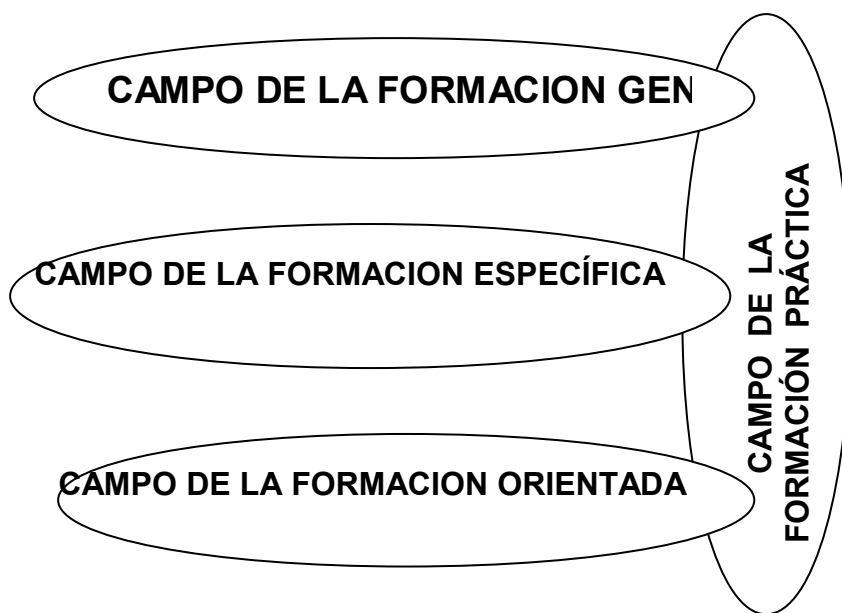 CAMPO DE LA FORMACION GEN
CAMPO DE LA FORMACION ESPECÍFICA
CAMPO DE LA FORMACION ORIENTADA
CAMPO DE LA
FORMACIÓN PRÁCTICA